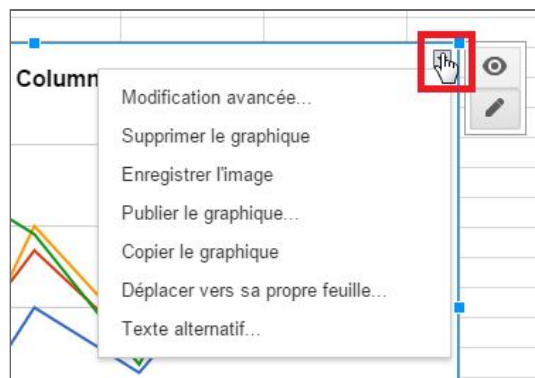 Column
Modification avancée...
Supprimer le graphique
Enregistrer l'image
Publier le graphique...
Copier le graphique
Déplacer vers sa propre feuille...
Texte alternatif...